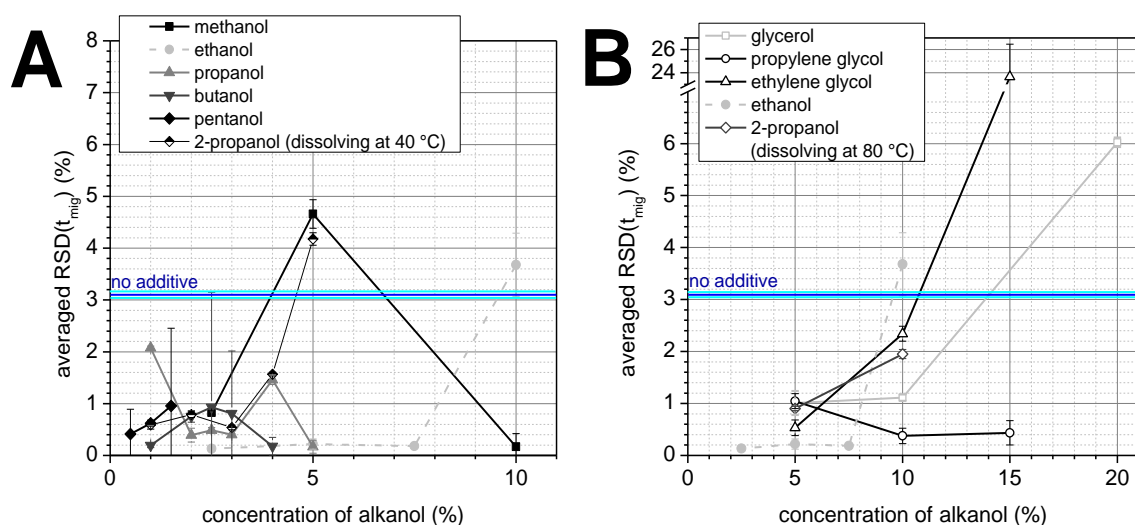 A
methanol
ethanol
propanol
butanol
pentanol
2-propanol (dissolving at 40 °C)
8
7
6
5
4
3
2
1
0
no additive
averaged RSD(t_mig) (%)
0
5
10
concentration of alkanol (%)
B
glycerol
propylene glycol
ethylene glycol
ethanol
2-propanol
(dissolving at 80 °C)
26
24
6
5
4
3
2
1
0
no additive
averaged RSD(t_mig) (%)
0
5
10
15
20
concentration of alkanol (%)